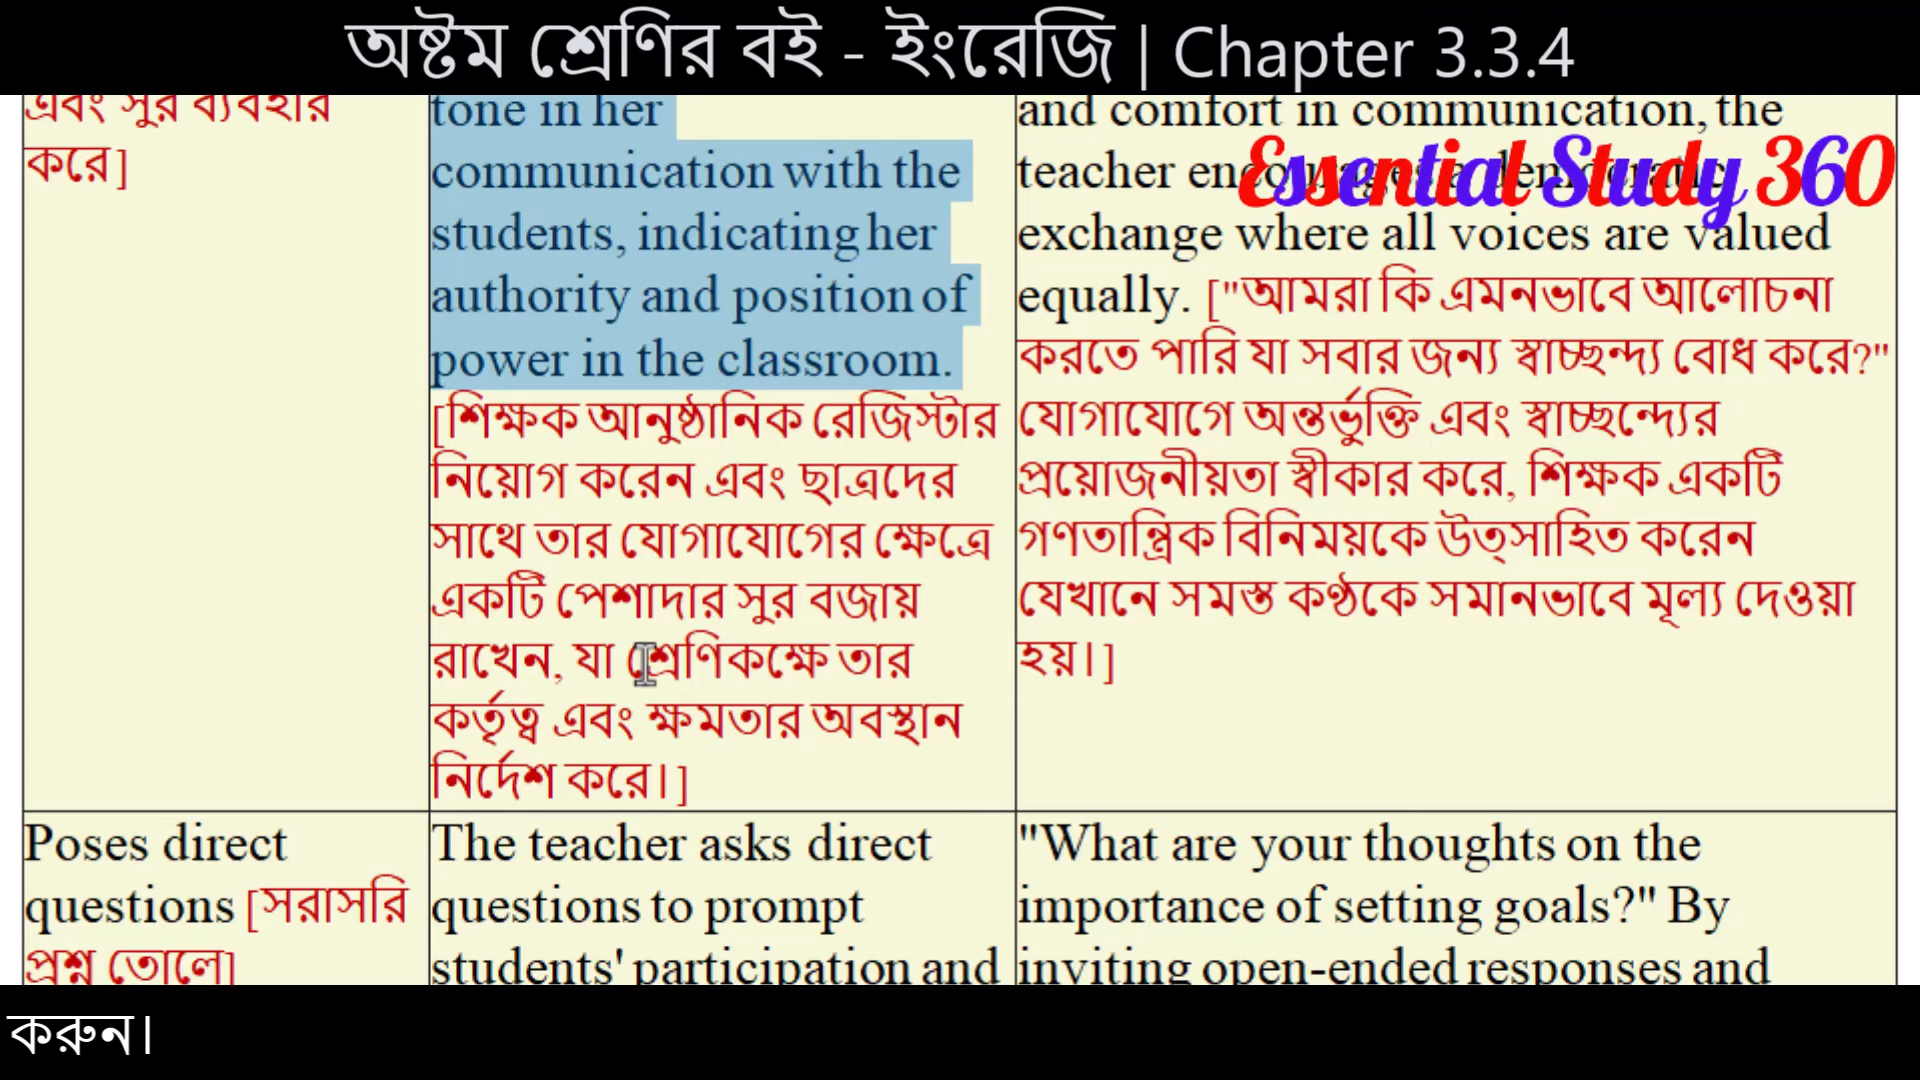 অষ্টম শ্রেণির বই - ইংরেজি | Chapter 3.3.4
এবং সুর ব্যবহার
করে]
tone in her
communication with the
students, indicating her
authority and position of
power in the classroom.
[শিক্ষক আনুষ্ঠানিক রেজিস্টার
নিয়োগ করেন এবং ছাত্রদের
সাথে তার যোগাযোগের ক্ষেত্রে
একটি পেশাদার সুর বজায়
রাখেন, যা শ্রেণিকক্ষে তার
কর্তৃত্ব এবং ক্ষমতার অবস্থান
নির্দেশ করে।]
and comfort in communication, the
teacher encourages a democratic
Essential Study 360
exchange where all voices are valued
equally. ["আমরা কি এমনভাবে আলোচনা
করতে পারি যা সবার জন্য স্বাচ্ছন্দ্য বোধ করে?"
যোগাযোগে অন্তর্ভুক্তি এবং স্বাচ্ছন্দ্যের
প্রয়োজনীয়তা স্বীকার করে, শিক্ষক একটি
গণতান্ত্রিক বিনিময়কে উত্সাহিত করেন
যেখানে সমস্ত কণ্ঠকে সমানভাবে মূল্য দেওয়া
হয়।]
Poses direct
questions [সরাসরি
প্রশ্ন তোলে]
The teacher asks direct
questions to prompt
students' participation and
"What are your thoughts on the
importance of setting goals?" By
inviting open-ended responses and
করুন।